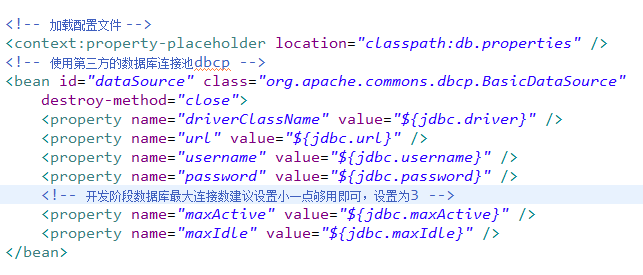 <!-- 加载配置文件 -->
<context:property-placeholder location="classpath:db.properties" />
<!-- 使用第三方的数据库连接池dbcp -->
<bean id="dataSource" class="org.apache.commons.dbcp.BasicDataSource"
destroy-method="close">
<property name="driverClassName" value="${jdbc.driver}" />
<property name="url" value="${jdbc.url}" />
<property name="username" value="${jdbc.username}" />
<property name="password" value="${jdbc.password}" />
<!-- 开发阶段数据库最大连接数建议设置小一点够用即可，设置为3 -->
<property name="maxActive" value="${jdbc.maxActive}" />
<property name="maxIdle" value="${jdbc.maxIdle}" />
</bean>